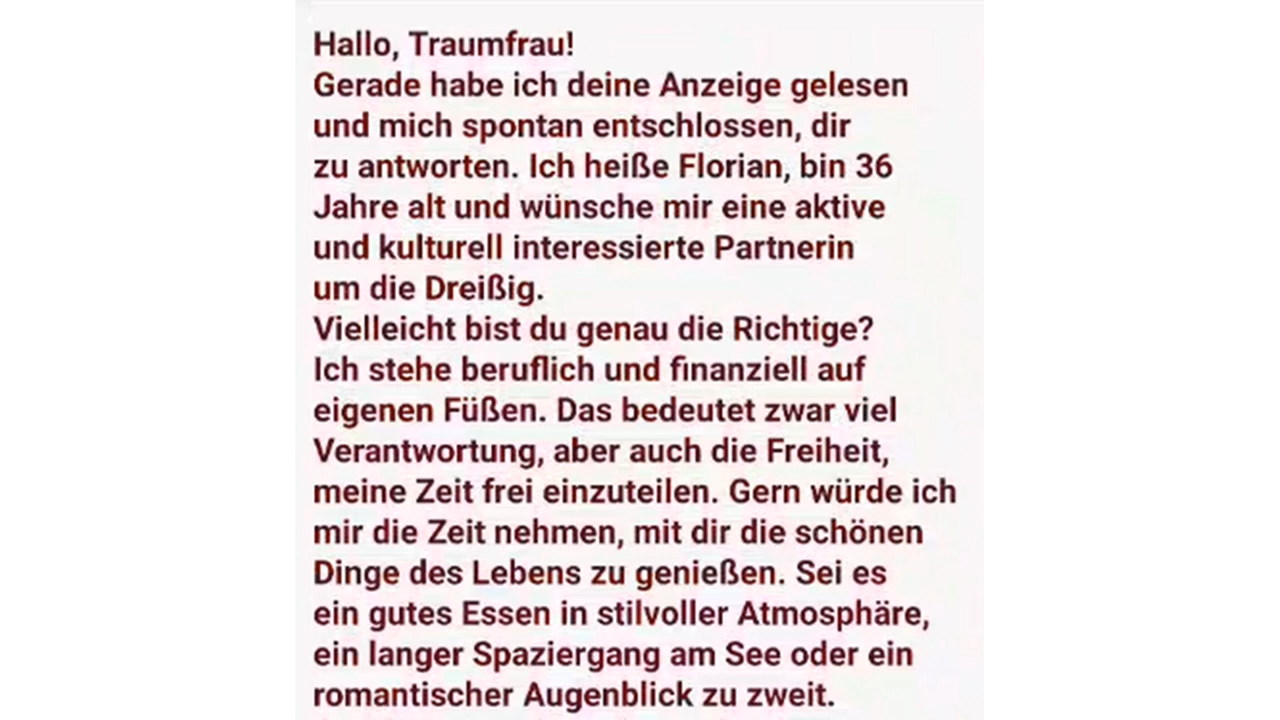 Hallo, Traumfrau!
Gerade habe ich deine Anzeige gelesen
und mich spontan entschlossen, dir
zu antworten. Ich heiße Florian, bin 36
Jahre alt und wünsche mir eine aktive
und kulturell interessierte Partnerin
um die Dreißig.
Vielleicht bist du genau die Richtige?
Ich stehe beruflich und finanziell auf
eigenen Füßen. Das bedeutet zwar viel
Verantwortung, aber auch die Freiheit,
meine Zeit frei einzuteilen. Gern würde ich
mir die Zeit nehmen, mit dir die schönen
Dinge des Lebens zu genießen. Sei es
ein gutes Essen in stilvoller Atmosphäre,
ein langer Spaziergang am See oder ein
romantischer Augenblick zu zweit.